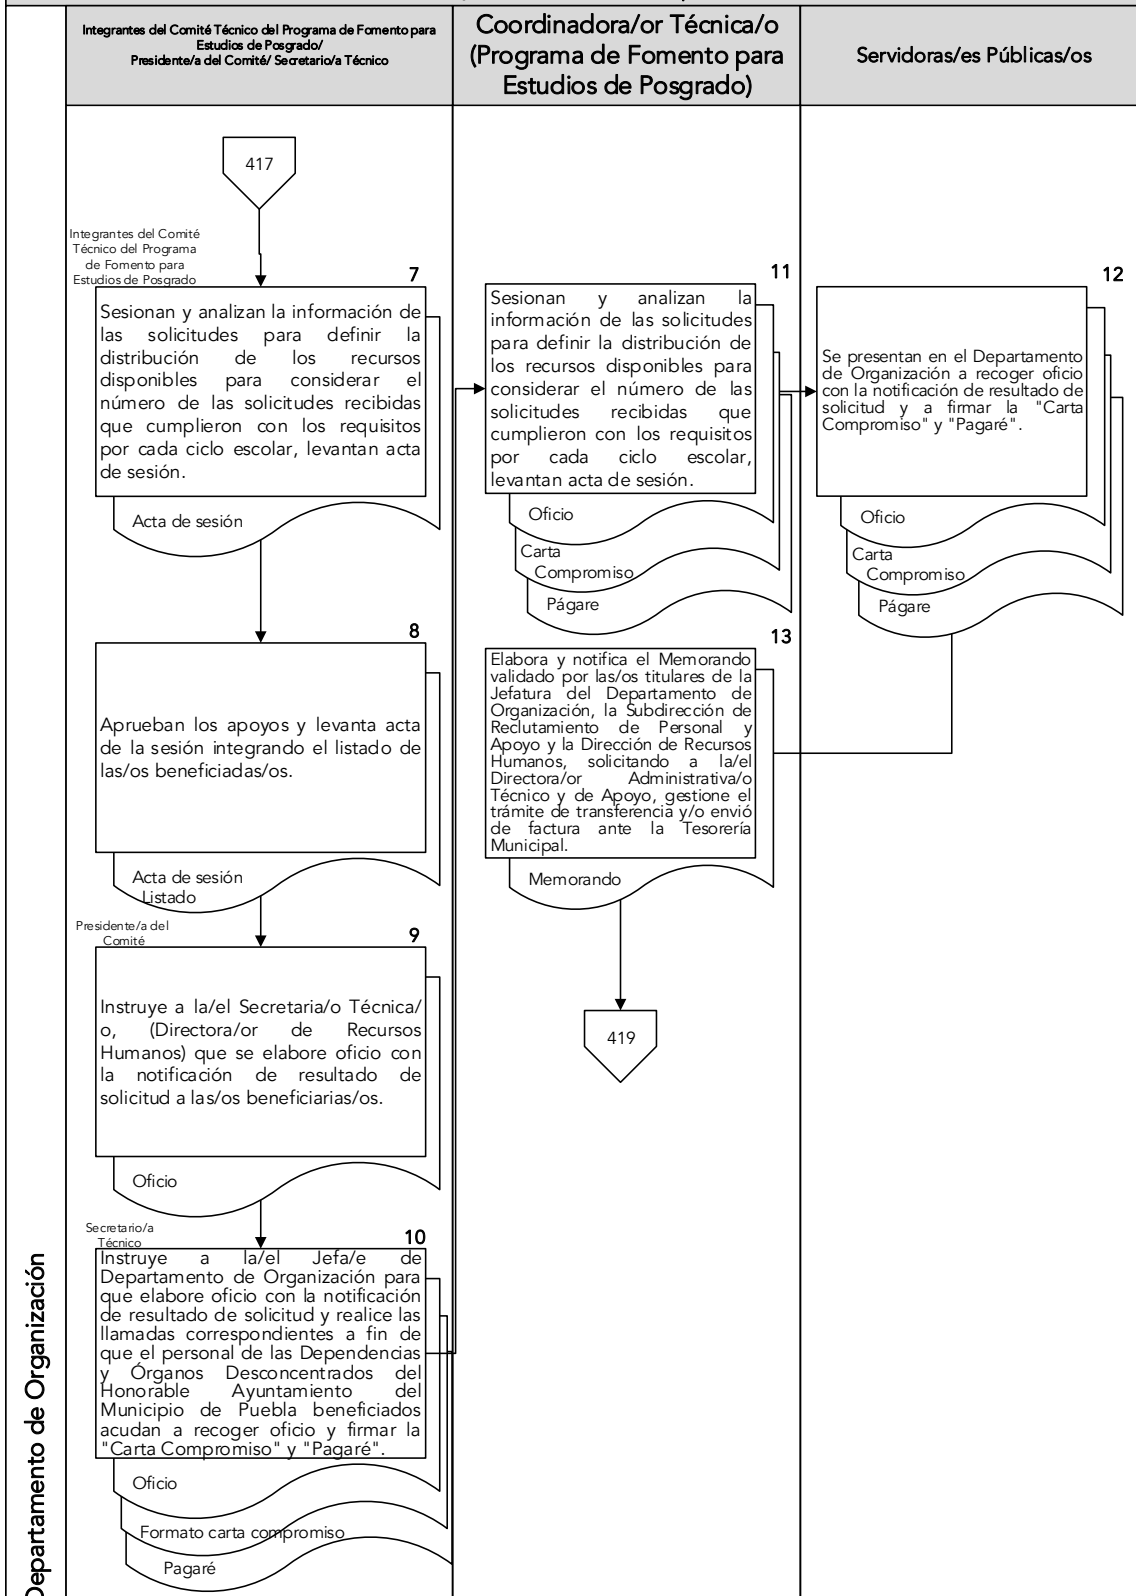 Integrantes del Comité Técnico del Programa de Fomento para
Estudios de Posgrado/
Presidente/a del Comité/ Secretario/a Técnico
Coordinadora/or Técnica/o
(Programa de Fomento para
Estudios de Posgrado)
Servidoras/es Públicas/os
Departamento de Organización
417
Integrantes del Comité
Técnico del Programa
de Fomento para
Estudios de Posgrado
7
Sesionan y analizan la información de
las solicitudes para definir la
distribución de los recursos
disponibles para considerar el
número de las solicitudes recibidas
que cumplieron con los requisitos
por cada ciclo escolar, levantan acta
de sesión.
Acta de sesión
8
Aprueban los apoyos y levanta acta
de la sesión integrando el listado de
las/os beneficiadas/os.
Acta de sesión
Listado
Presidente/a del
Comité
9
Instruye a la/el Secretaria/o Técnica/
o, (Directora/or de Recursos
Humanos) que se elabore oficio con
la notificación de resultado de
solicitud a las/os beneficiarias/os.
Oficio
Secretario/a
Técnico
10
Instruye a la/el Jefa/e de
Departamento de Organización para
que elabore oficio con la notificación
de resultado de solicitud y realice las
llamadas correspondientes a fin de
que el personal de las Dependencias
y Órganos Desconcentrados del
Honorable Ayuntamiento del
Municipio de Puebla beneficiados
acudan a recoger oficio y firmar la
"Carta Compromiso" y "Pagaré".
Oficio
Formato carta compromiso
Pagaré
11
Sesionan y analizan la
información de las solicitudes
para definir la distribución de
los recursos disponibles para
considerar el número de las
solicitudes recibidas que
cumplieron con los requisitos
por cada ciclo escolar,
levantan acta de sesión.
Oficio
Carta
Compromiso
Págare
12
Se presentan en el Departamento
de Organización a recoger oficio
con la notificación de resultado de
solicitud y a firmar la "Carta
Compromiso" y "Pagaré".
Oficio
Carta
Compromiso
Págare
13
Elabora y notifica el Memorando
validado por las/os titulares de la
Jefatura del Departamento de
Organización, la Subdirección de
Reclutamiento de Personal y
Apoyo y la Dirección de Recursos
Humanos, solicitando a la/el
Directora/or Administrativa/o
Técnico y de Apoyo, gestione el
trámite de transferencia y/o envió
de factura ante la Tesorería
Municipal.
Memorando
419